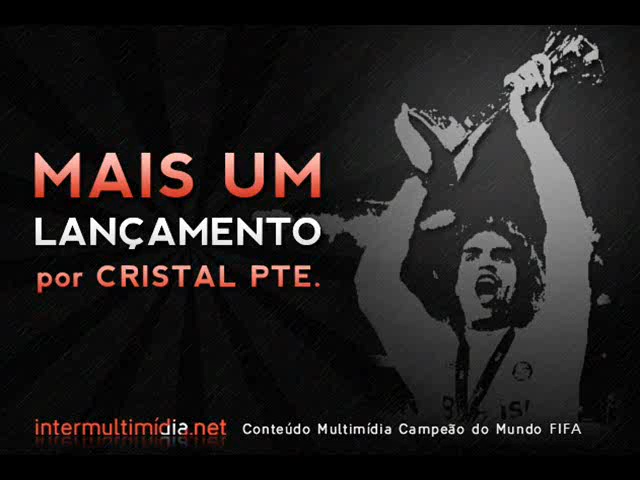 MAIS UM
LANÇAMENTO
por CRISTAL PTE.
intermultimídia.net Conteúdo Multimídia Campeão do Mundo FIFA